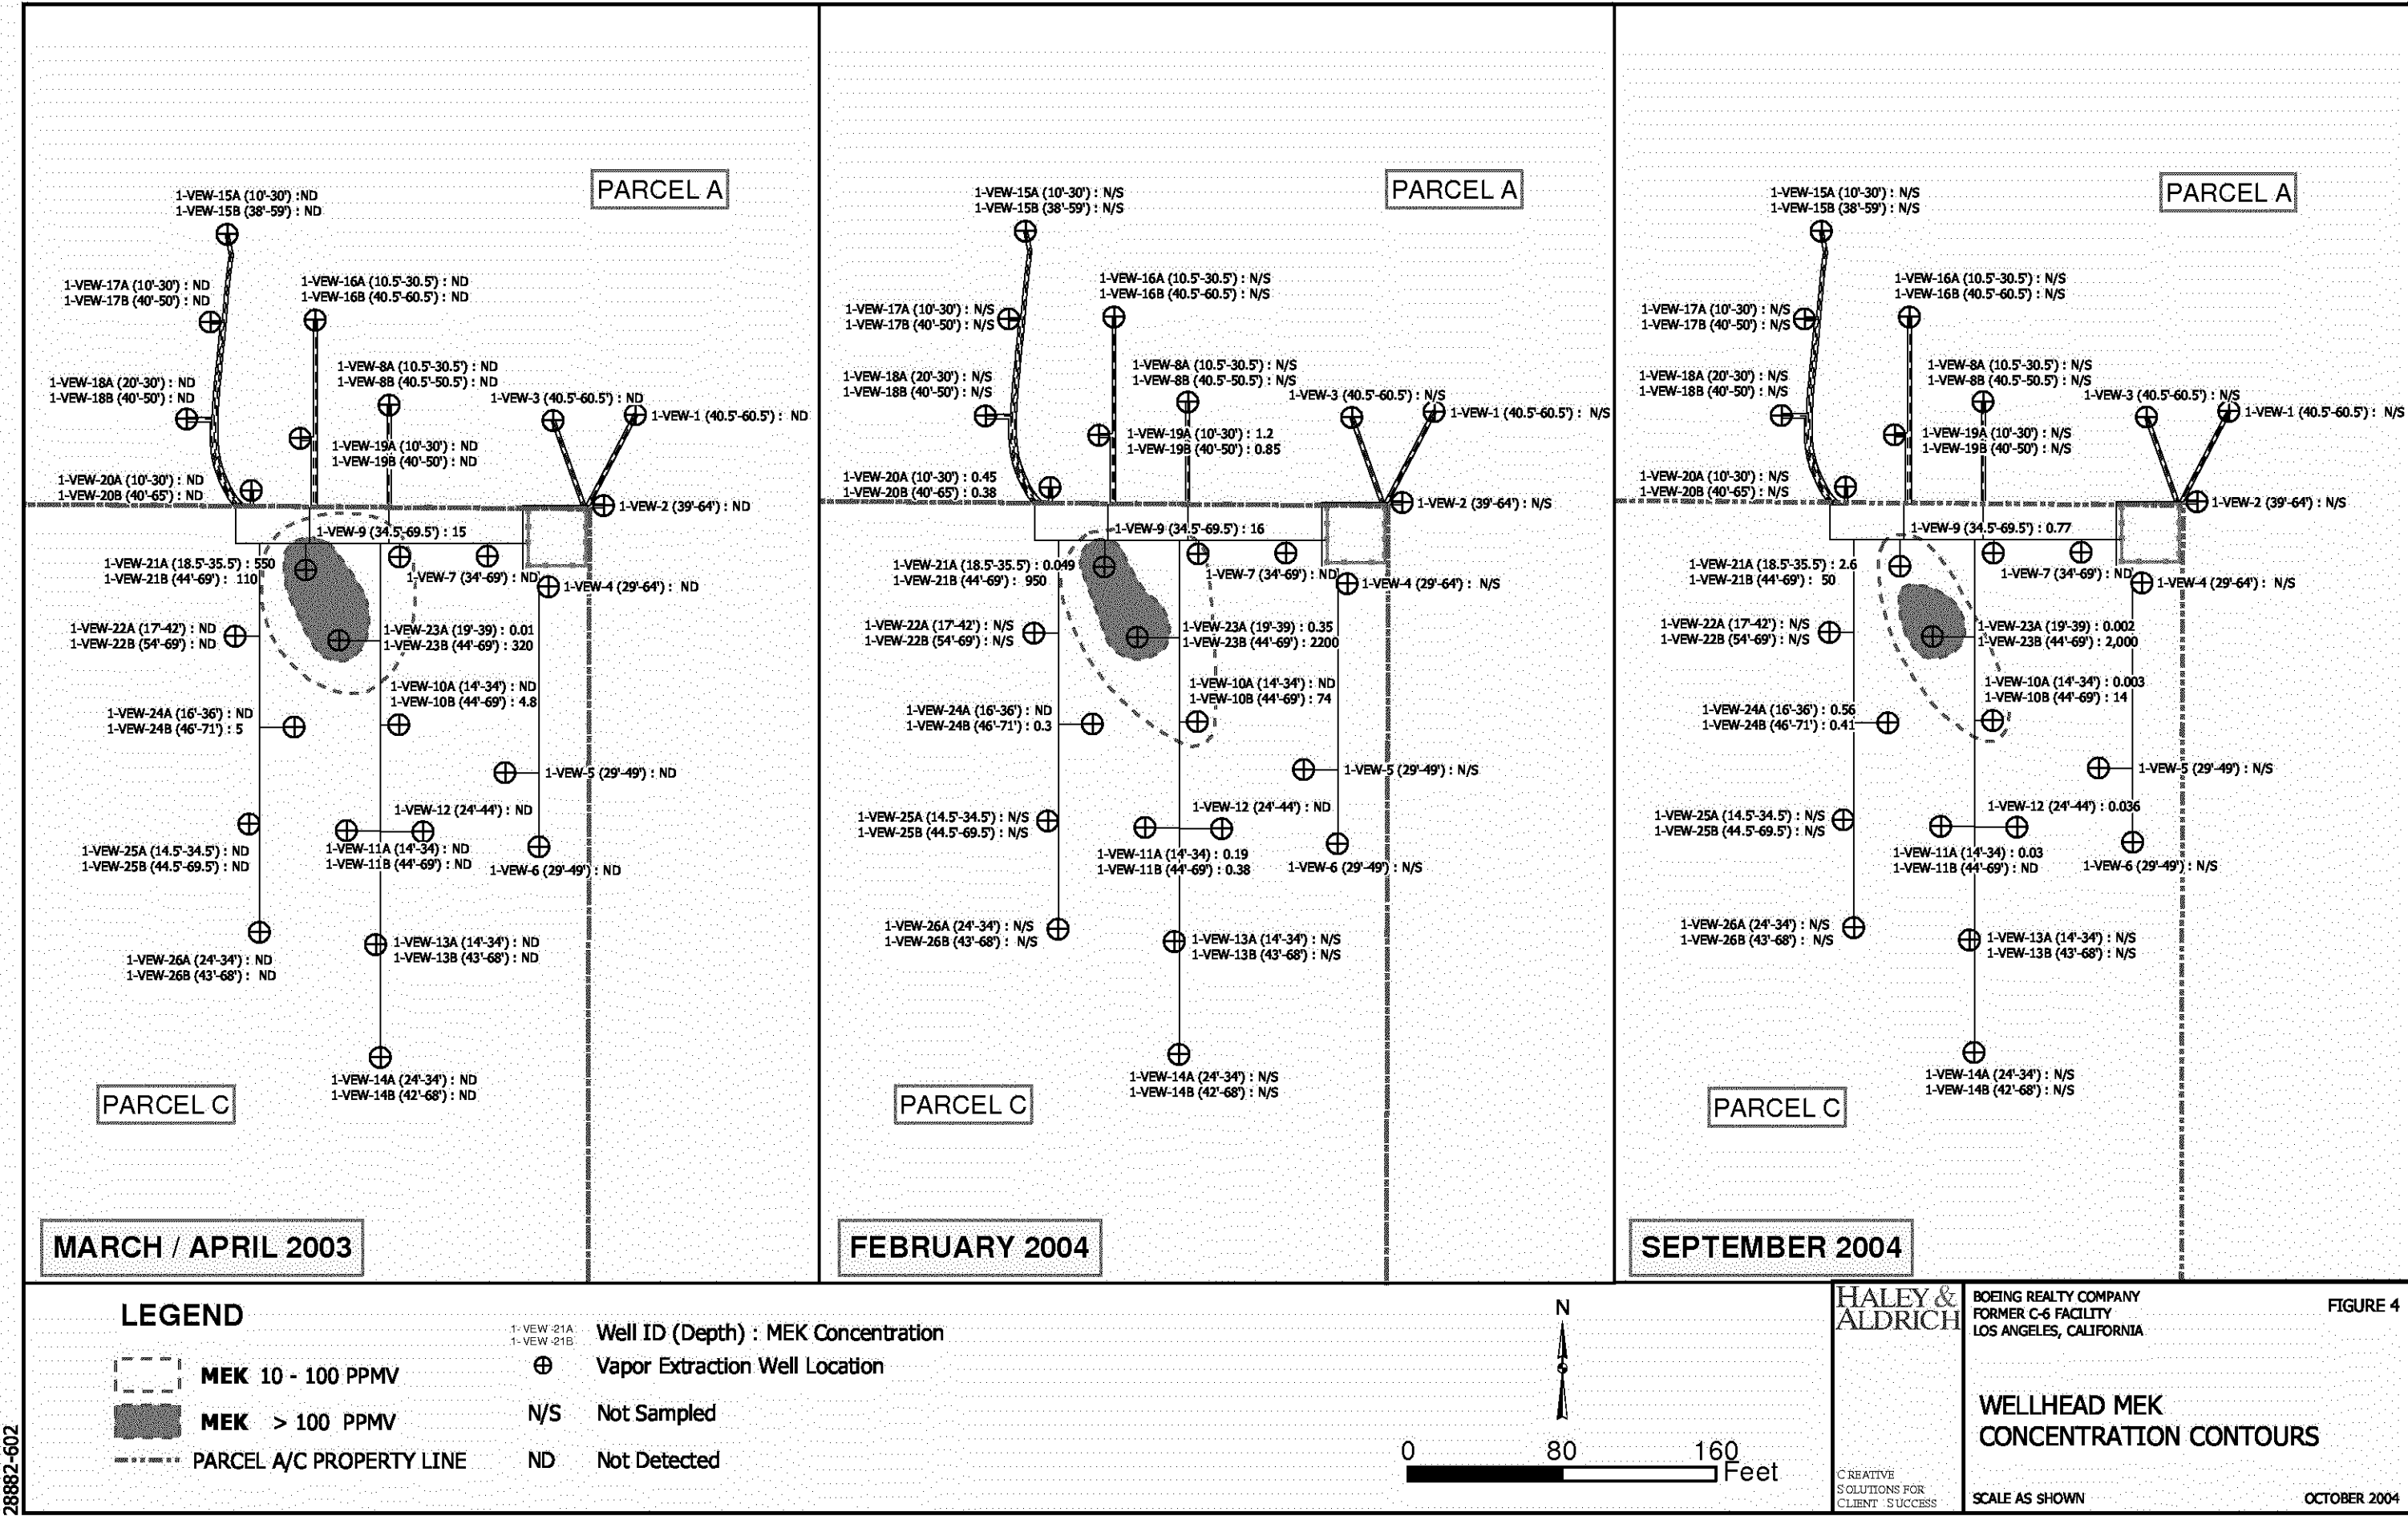 PARCEL A
1-VEW-15A (10'-30') :ND
1-VEW-15B (38'-59') : ND
1-VEW-17A (10'-30') : ND
1-VEW-17B (40'-50') : ND
1-VEW-16A (10.5'-30.5') : ND
1-VEW-16B (40.5'-60.5') : ND
1-VEW-8A (10.5'-30.5') : ND
1-VEW-8B (40.5'-50.5') : ND
1-VEW-18A (20'-30') : ND
1-VEW-18B (40'-50') : ND
1-VEW-3 (40.5'-60.5') : ND
1-VEW-1 (40.5'-60.5') : ND
1-VEW-19A (10'-30') : ND
1-VEW-19B (40'-50') : ND
1-VEW-20A (10'-30') : ND
1-VEW-20B (40'-65') : ND
1-VEW-2 (39'-64') : ND
1-VEW-9 (34.5'-69.5') : 15
1-VEW-21A (18.5'-35.5') : 550
1-VEW-21B (44'-69') : 110
1-VEW-7 (34'-69') : ND
1-VEW-4 (29'-64') : ND
1-VEW-22A (17'-42') : ND
1-VEW-22B (54'-69') : ND
1-VEW-23A (19'-39) : 0.01
1-VEW-23B (44'-69') : 320
1-VEW-10A (14'-34') : ND
1-VEW-10B (44'-69') : 4.8
1-VEW-24A (16'-36') : ND
1-VEW-24B (46'-71') : 5
1-VEW-5 (29'-49') : ND
1-VEW-12 (24'-44') : ND
1-VEW-25A (14.5'-34.5') : ND
1-VEW-25B (44.5'-69.5') : ND
1-VEW-11A (14'-34) : ND
1-VEW-11B (44'-69') : ND
1-VEW-6 (29'-49') : ND
1-VEW-26A (24'-34') : ND
1-VEW-26B (43'-68') : ND
1-VEW-13A (14'-34') : ND
1-VEW-13B (43'-68') : ND
1-VEW-14A (24'-34') : ND
1-VEW-14B (42'-68') : ND
PARCEL C
MARCH / APRIL 2003
PARCEL A
1-VEW-15A (10'-30') : N/S
1-VEW-15B (38'-59') : N/S
1-VEW-16A (10.5'-30.5') : N/S
1-VEW-16B (40.5'-60.5') : N/S
1-VEW-17A (10'-30') : N/S
1-VEW-17B (40'-50') : N/S
1-VEW-8A (10.5'-30.5') : N/S
1-VEW-8B (40.5'-50.5') : N/S
1-VEW-18A (20'-30') : N/S
1-VEW-18B (40'-50') : N/S
1-VEW-3 (40.5'-60.5') : N/S
1-VEW-1 (40.5'-60.5') : N/S
1-VEW-19A (10'-30') : 1.2
1-VEW-19B (40'-50') : 0.85
1-VEW-20A (10'-30') : 0.45
1-VEW-20B (40'-65') : 0.38
1-VEW-2 (39'-64') : N/S
1-VEW-9 (34.5'-69.5') : 16
1-VEW-21A (18.5'-35.5') : 0.049
1-VEW-21B (44'-69') : 950
1-VEW-7 (34'-69') : ND
1-VEW-4 (29'-64') : N/S
1-VEW-22A (17'-42') : N/S
1-VEW-22B (54'-69') : N/S
1-VEW-23A (19'-39) : 0.35
1-VEW-23B (44'-69') : 2200
1-VEW-10A (14'-34') : ND
1-VEW-10B (44'-69') : 74
1-VEW-24A (16'-36') : ND
1-VEW-24B (46'-71') : 0.3
1-VEW-5 (29'-49') : N/S
1-VEW-12 (24'-44') : ND
1-VEW-25A (14.5'-34.5') : N/S
1-VEW-25B (44.5'-69.5') : N/S
1-VEW-11A (14'-34) : 0.19
1-VEW-11B (44'-69') : 0.38
1-VEW-6 (29'-49') : N/S
1-VEW-26A (24'-34') : N/S
1-VEW-26B (43'-68') : N/S
1-VEW-13A (14'-34') : N/S
1-VEW-13B (43'-68') : N/S
1-VEW-14A (24'-34') : N/S
1-VEW-14B (42'-68') : N/S
PARCEL C
FEBRUARY 2004
PARCEL A
1-VEW-15A (10'-30') : N/S
1-VEW-15B (38'-59') : N/S
1-VEW-16A (10.5'-30.5') : N/S
1-VEW-16B (40.5'-60.5') : N/S
1-VEW-17A (10'-30') : N/S
1-VEW-17B (40'-50') : N/S
1-VEW-8A (10.5'-30.5') : N/S
1-VEW-8B (40.5'-50.5') : N/S
1-VEW-18A (20'-30') : N/S
1-VEW-18B (40'-50') : N/S
1-VEW-3 (40.5'-60.5') : N/S
1-VEW-1 (40.5'-60.5') : N/S
1-VEW-19A (10'-30') : N/S
1-VEW-19B (40'-50') : N/S
1-VEW-20A (10'-30') : N/S
1-VEW-20B (40'-65') : N/S
1-VEW-2 (39'-64') : N/S
1-VEW-9 (34.5'-69.5') : 0.77
1-VEW-21A (18.5'-35.5') : 2.6
1-VEW-21B (44'-69') : 50
1-VEW-7 (34'-69') : ND
1-VEW-4 (29'-64') : N/S
1-VEW-22A (17'-42') : N/S
1-VEW-22B (54'-69') : N/S
1-VEW-23A (19'-39) : 0.002
1-VEW-23B (44'-69') : 2,000
1-VEW-10A (14'-34') : 0.003
1-VEW-10B (44'-69') : 14
1-VEW-24A (16'-36') : 0.56
1-VEW-24B (46'-71') : 0.41
1-VEW-5 (29'-49') : N/S
1-VEW-12 (24'-44') : 0.036
1-VEW-25A (14.5'-34.5') : N/S
1-VEW-25B (44.5'-69.5') : N/S
1-VEW-11A (14'-34) : 0.03
1-VEW-11B (44'-69') : ND
1-VEW-6 (29'-49') : N/S
1-VEW-26A (24'-34') : N/S
1-VEW-26B (43'-68') : N/S
1-VEW-13A (14'-34') : N/S
1-VEW-13B (43'-68') : N/S
1-VEW-14A (24'-34') : N/S
1-VEW-14B (42'-68') : N/S
PARCEL C
SEPTEMBER 2004
LEGEND
MEK 10 - 100 PPMV
MEK > 100 PPMV
PARCEL A/C PROPERTY LINE
1-VEW-21A
1-VEW-21B
Well ID (Depth) : MEK Concentration
Vapor Extraction Well Location
N/S Not Sampled
ND Not Detected
N
0 80 160
Feet
HALEY &
ALDRICH
CREATIVE
SOLUTIONS FOR
CLIENT SUCCESS
BOEING REALTY COMPANY
FORMER C-6 FACILITY
LOS ANGELES, CALIFORNIA
FIGURE 4
WELLHEAD MEK
CONCENTRATION CONTOURS
SCALE AS SHOWN
OCTOBER 2004
28882-602